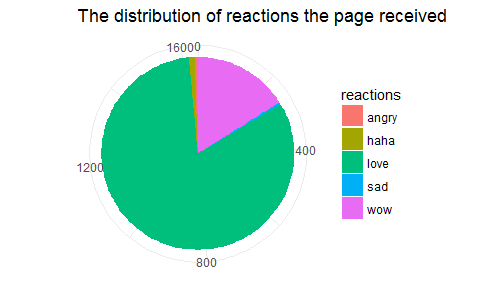 The distribution of reactions the page received
16000
400
800
1200
reactions
angry
haha
love
sad
wow